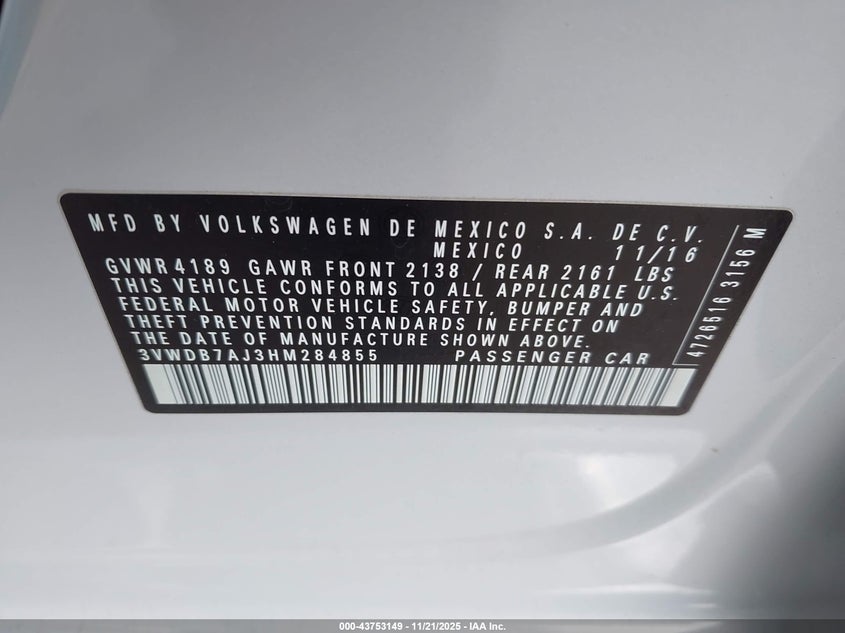 MFD BY VOLKSWAGEN DE MEXICO S.A. DE C.V.
MEXICO 11/16
GVWR 4189 GAWR FRONT 2138 / REAR 2161 LBS
THIS VEHICLE CONFORMS TO ALL APPLICABLE U.S.
FEDERAL MOTOR VEHICLE SAFETY, BUMPER AND
THEFT PREVENTION STANDARDS IN EFFECT ON
THE DATE OF MANUFACTURE SHOWN ABOVE.
3VWDB7AJ3HM284855 PASSENGER CAR
4726516 3156 M
000-43753149 - 11/21/2025 - IAA Inc.